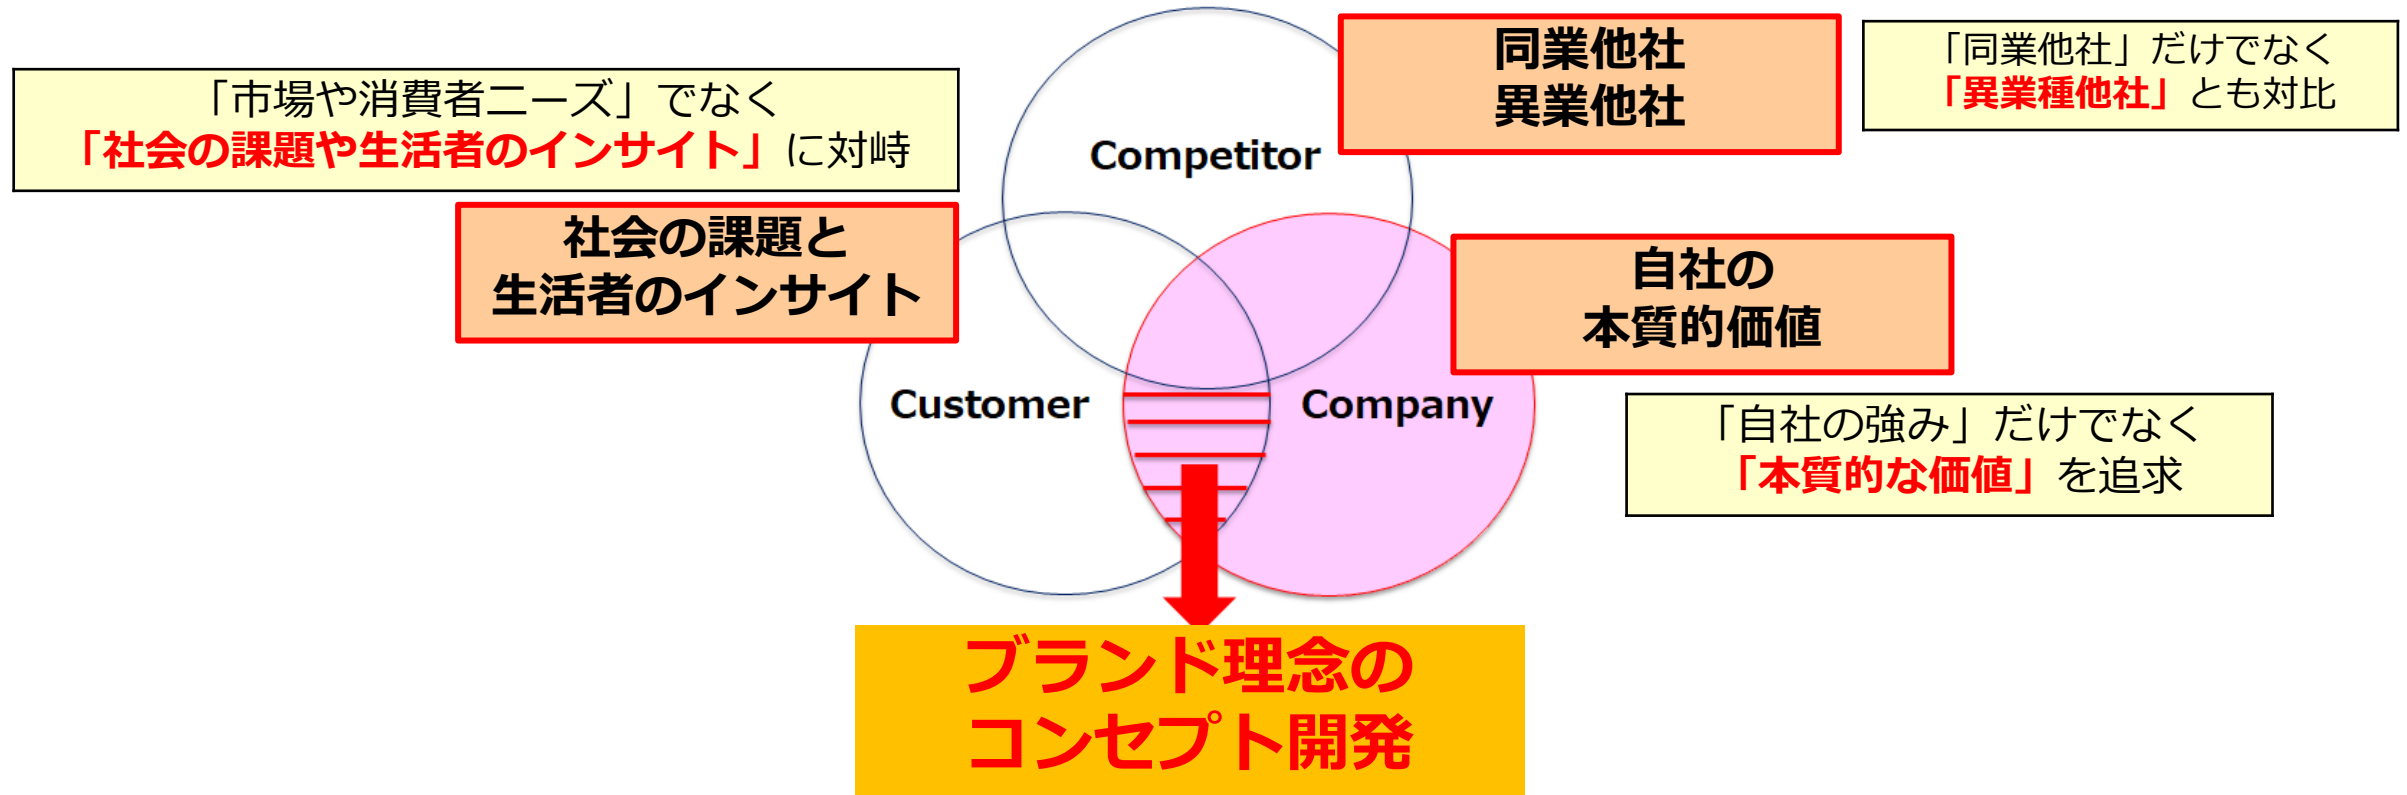 「市場や消費者ニーズ」でなく
「社会の課題や生活者のインサイト」に対峙
社会の課題と
生活者のインサイト
同業他社
異業他社
「同業他社」だけでなく
「異業種他社」とも対比
Competitor
自社の
本質的価値
Customer
Company
「自社の強み」だけでなく
「本質的な価値」を追求
ブランド理念の
コンセプト開発